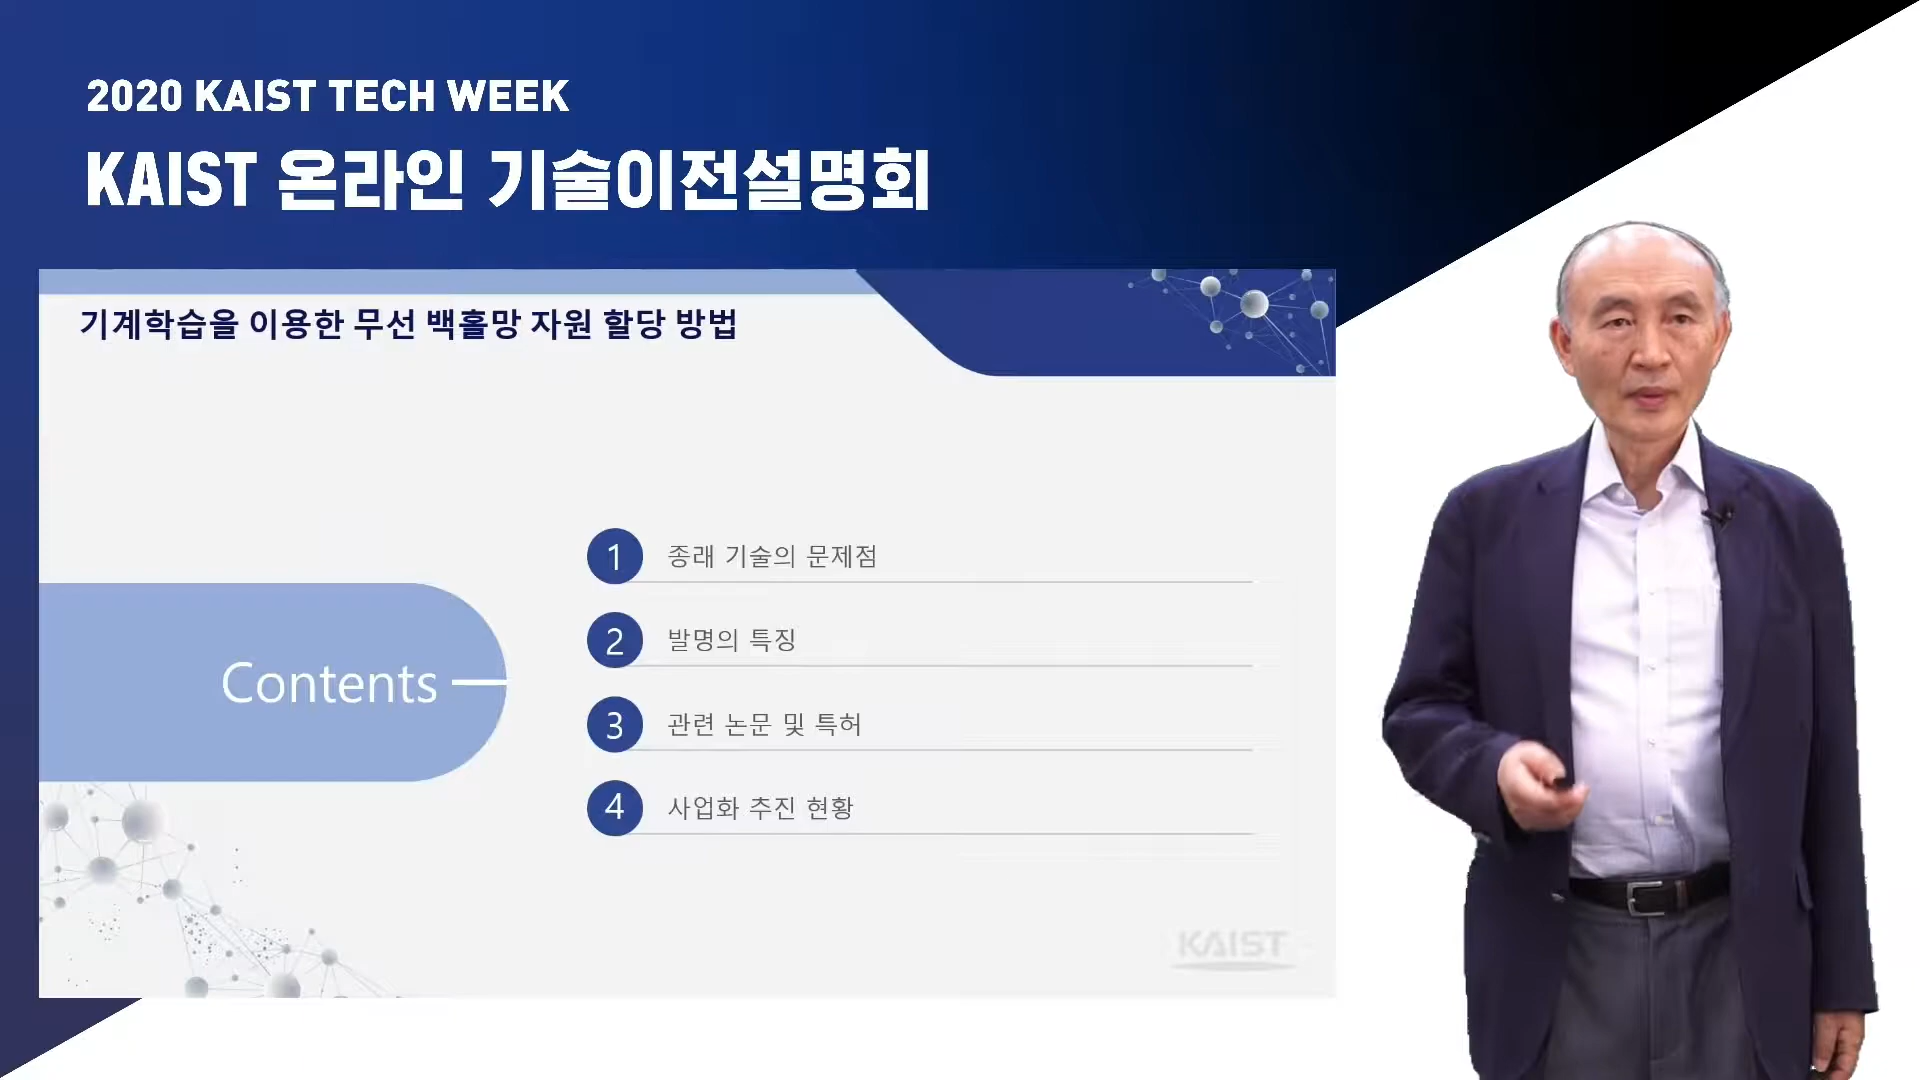 2020 KAIST TECH WEEK
KAIST 온라인 기술이전설명회
기계학습을 이용한 무선 백홀망 자원 할당 방법
Contents
1 종래 기술의 문제점
2 발명의 특징
3 관련 논문 및 특허
4 사업화 추진 현황
KAIST